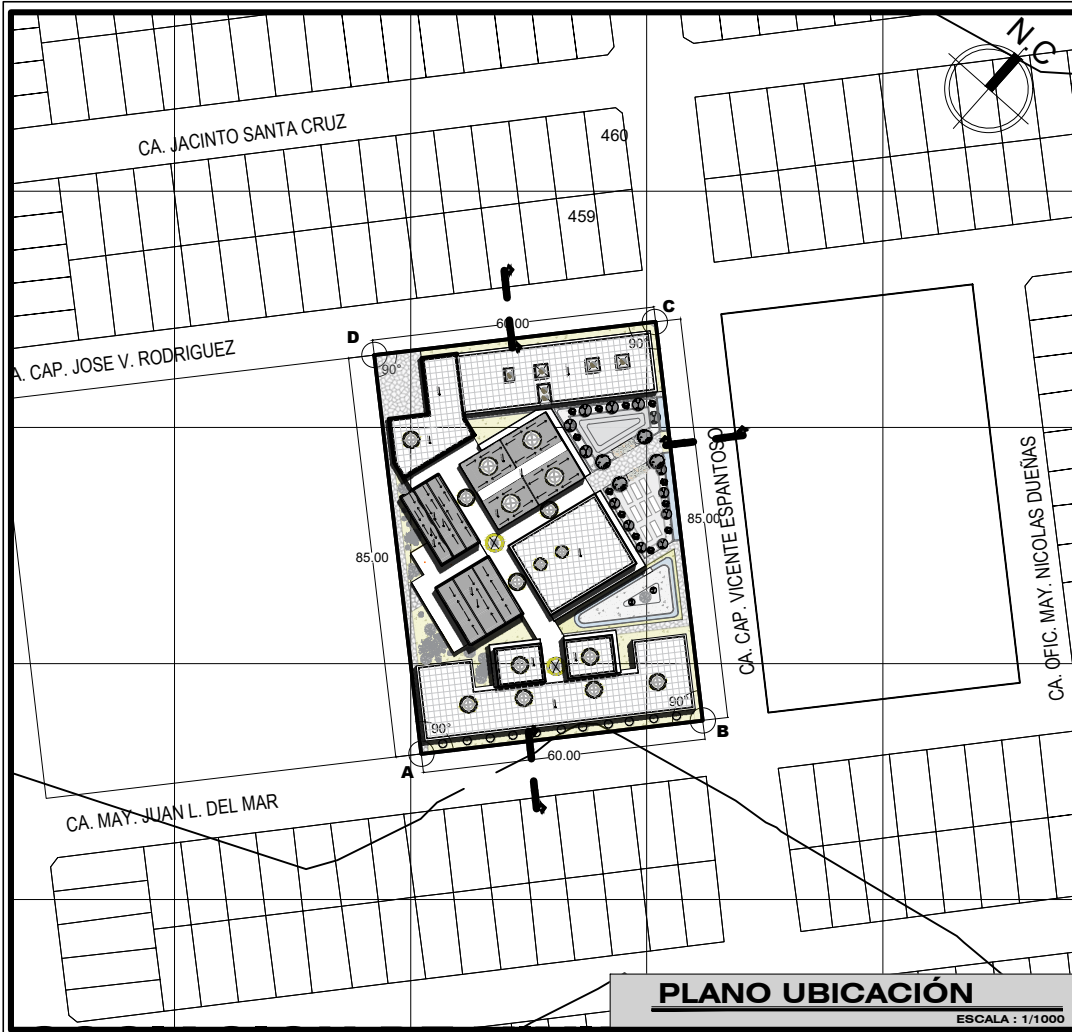 N.C
CA. JACINTO SANTA CRUZ
460
459
D
C
60.00
90°
90°
A. CAP. JOSE V. RODRIGUEZ
CA. CAP. VICENTE ESPANTOSO
CA. OFIC. MAY. NICOLAS DUEÑAS
85.00
85.00
90°
90°
B
A
60.00
CA. MAY. JUAN L. DEL MAR
PLANO UBICACIÓN
ESCALA : 1/1000